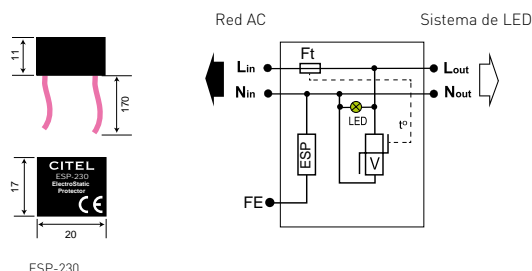 Red AC
Sistema de LED
11
170
Ft
Lin
Lout
Nin
Nout
LED
tº
ESP
V
FE
17
CITEL
ESP-230
ElectroStatic
Protector
CE
20
ESP-230